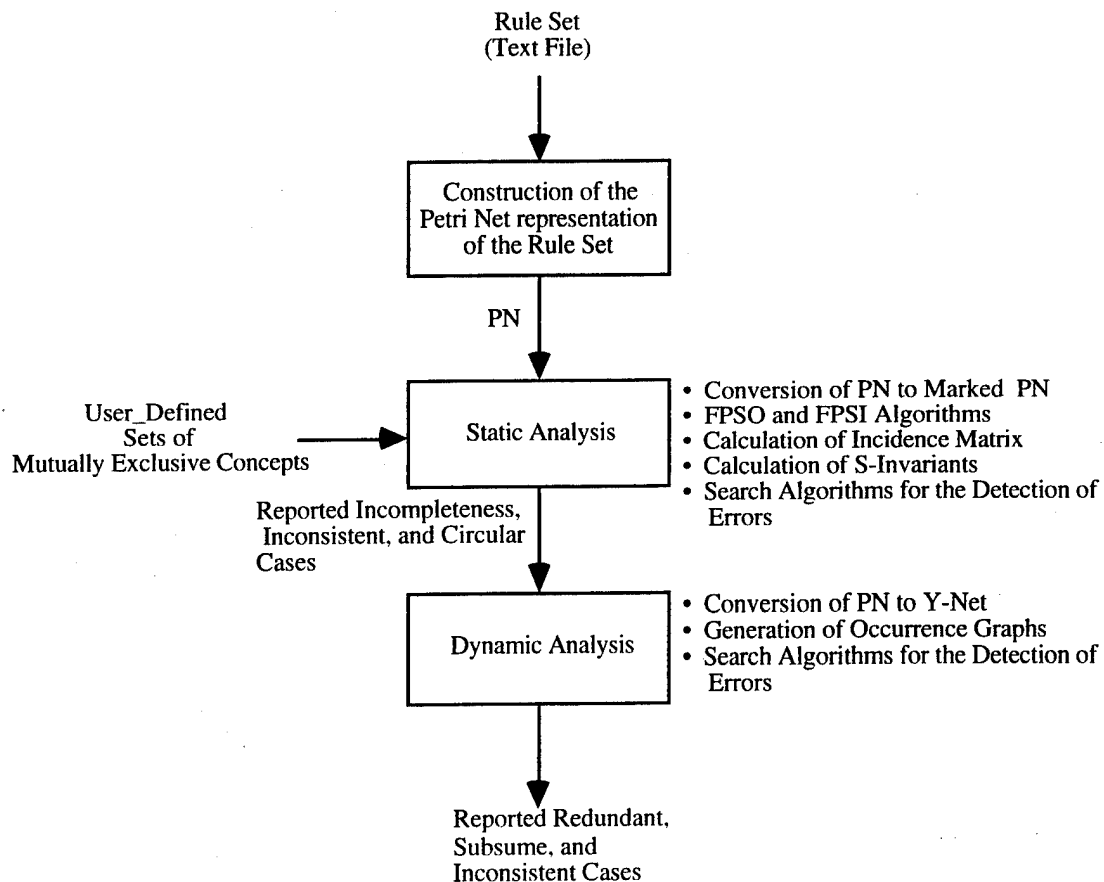 Rule Set
(Text File)
Construction of the
Petri Net representation
of the Rule Set
PN
User_Defined
Sets of
Mutually Exclusive Concepts
Static Analysis
• Conversion of PN to Marked PN
• FPSO and FPSI Algorithms
• Calculation of Incidence Matrix
• Calculation of S-Invariants
• Search Algorithms for the Detection of
Errors
Reported Incompleteness,
Inconsistent, and Circular
Cases
Dynamic Analysis
• Conversion of PN to Y-Net
• Generation of Occurrence Graphs
• Search Algorithms for the Detection of
Errors
Reported Redundant,
Subsume, and
Inconsistent Cases